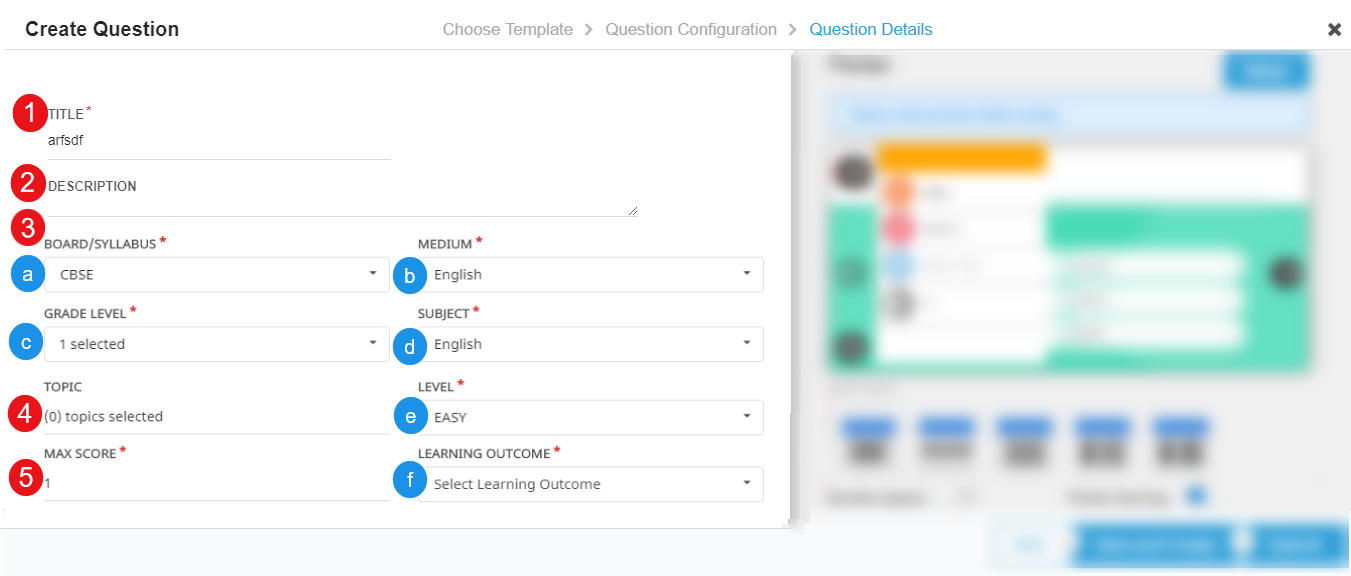 Create Question
Choose Template > Question Configuration > Question Details
1 TITLE *
arfsdf
2 DESCRIPTION
3
BOARD/SYLLABUS * MEDIUM *
a CBSE b English
GRADE LEVEL * SUBJECT *
c 1 selected d English
TOPIC LEVEL *
4 (0) topics selected e EASY
MAX SCORE * LEARNING OUTCOME *
5 1 f Select Learning Outcome